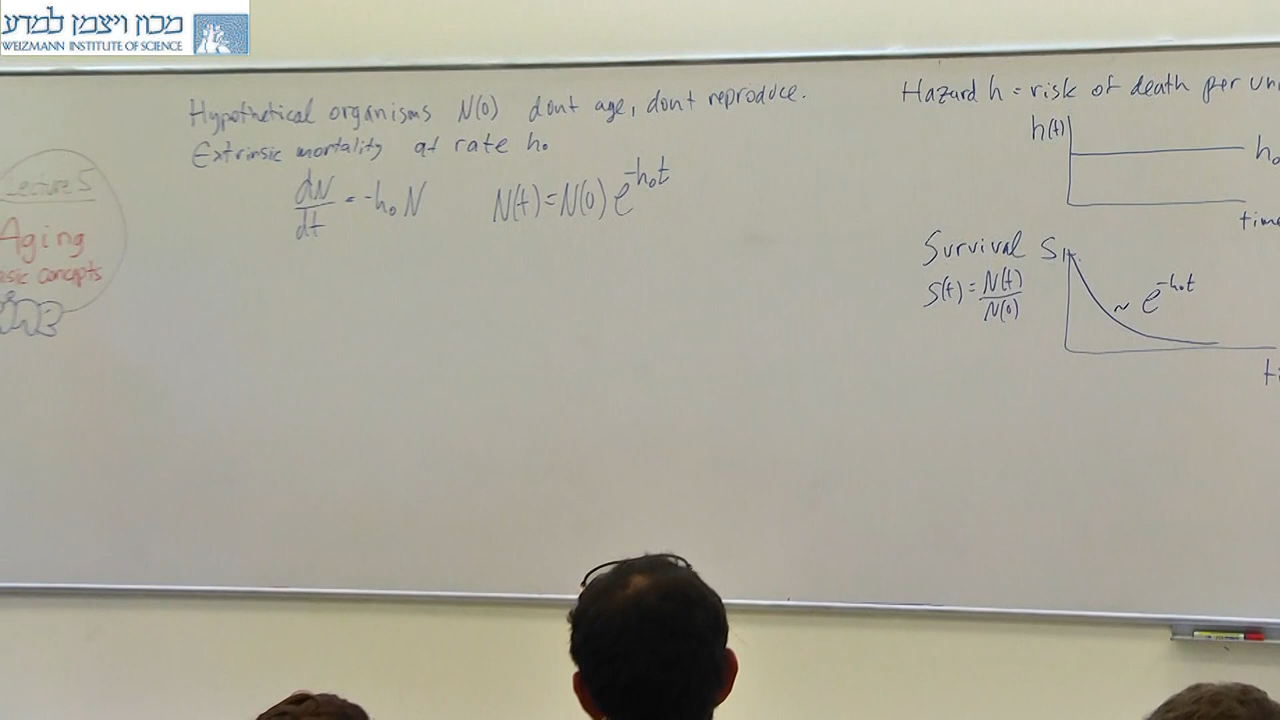 מכון ויצמן למדע
WEIZMANN INSTITUTE OF SCIENCE
Lecture 5
Aging
asic concepts
Hypothetical organisms N(0) dont age, dont reproduce.
Extrinsic mortality at rate h₀
dN/dt = -h₀N N(t) = N(0) e^{-h₀t}
Hazard h = risk of death per un
h(t)
h₀
time
Survival S
1
S(t) = N(t)/N(0)
~ e^{-h₀t}